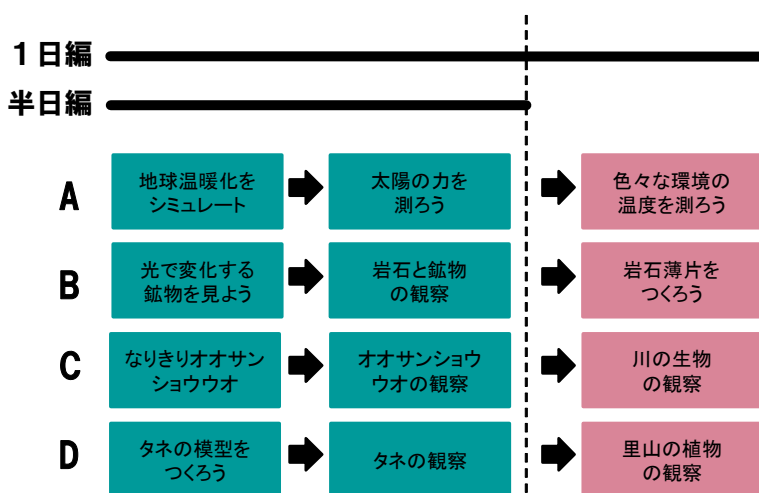 1日編
半日編
A
地球温暖化を
シミュレート
太陽の力を
測ろう
色々な環境の
温度を測ろう
B
光で変化する
鉱物を見よう
岩石と鉱物
の観察
岩石薄片を
つくろう
C
なりきりオオサン
ショウウオ
オオサンショウ
ウオの観察
川の生物
の観察
D
タネの模型を
つくろう
タネの観察
里山の植物
の観察